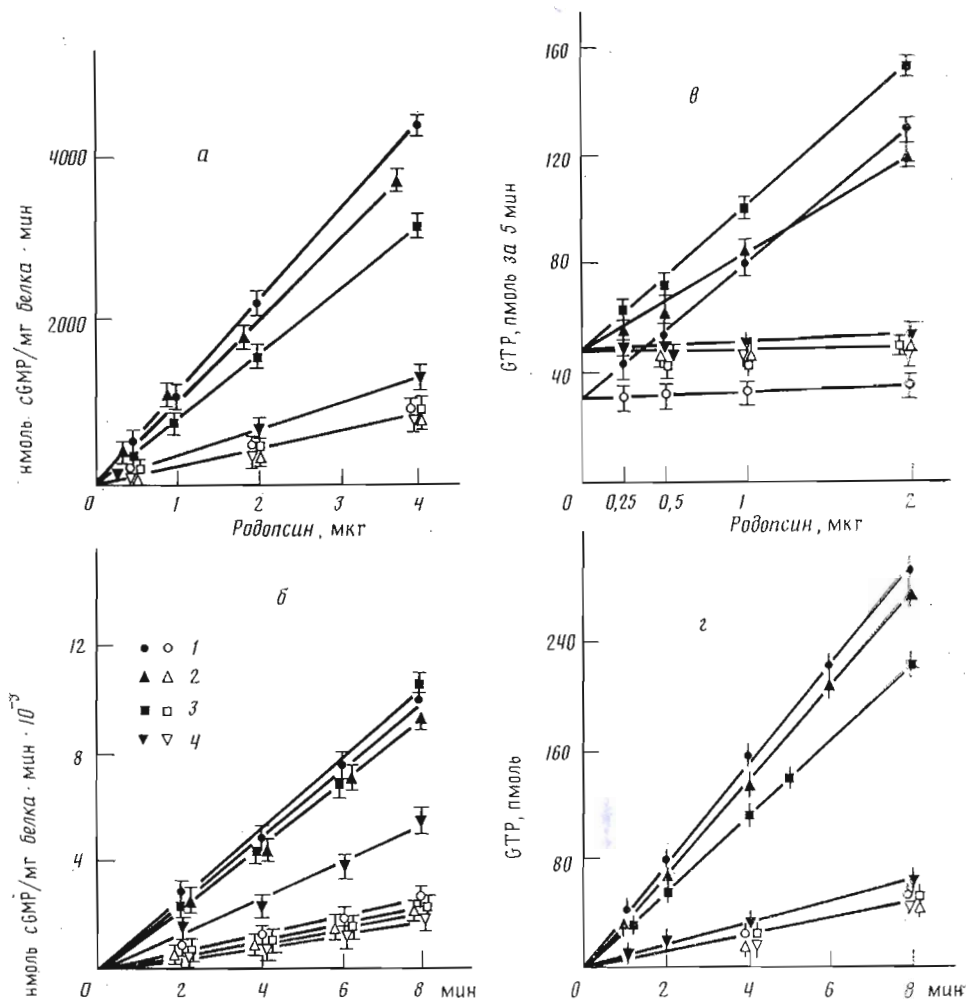 а
4000
2000
нмоль cGMP/мг белка · мин
0 1 2 3 4
Родопсин, мкг
в
160
120
80
40
GTP, пмоль за 5 мин
0 0,25 0,5 1 2
Родопсин, мкг
б
12
8
4
нмоль cGMP/мг белка · мин · 10⁻³
1
2
3
4
0 2 4 6 8 мин
г
240
160
80
GTP, пмоль
0 2 4 6 8 мин